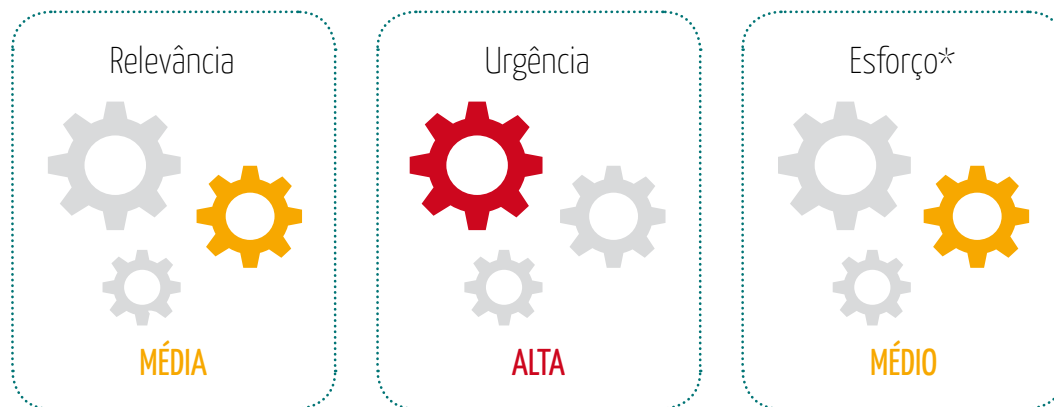 Relevância
MÉDIA
Urgência
ALTA
Esforço*
MÉDIO